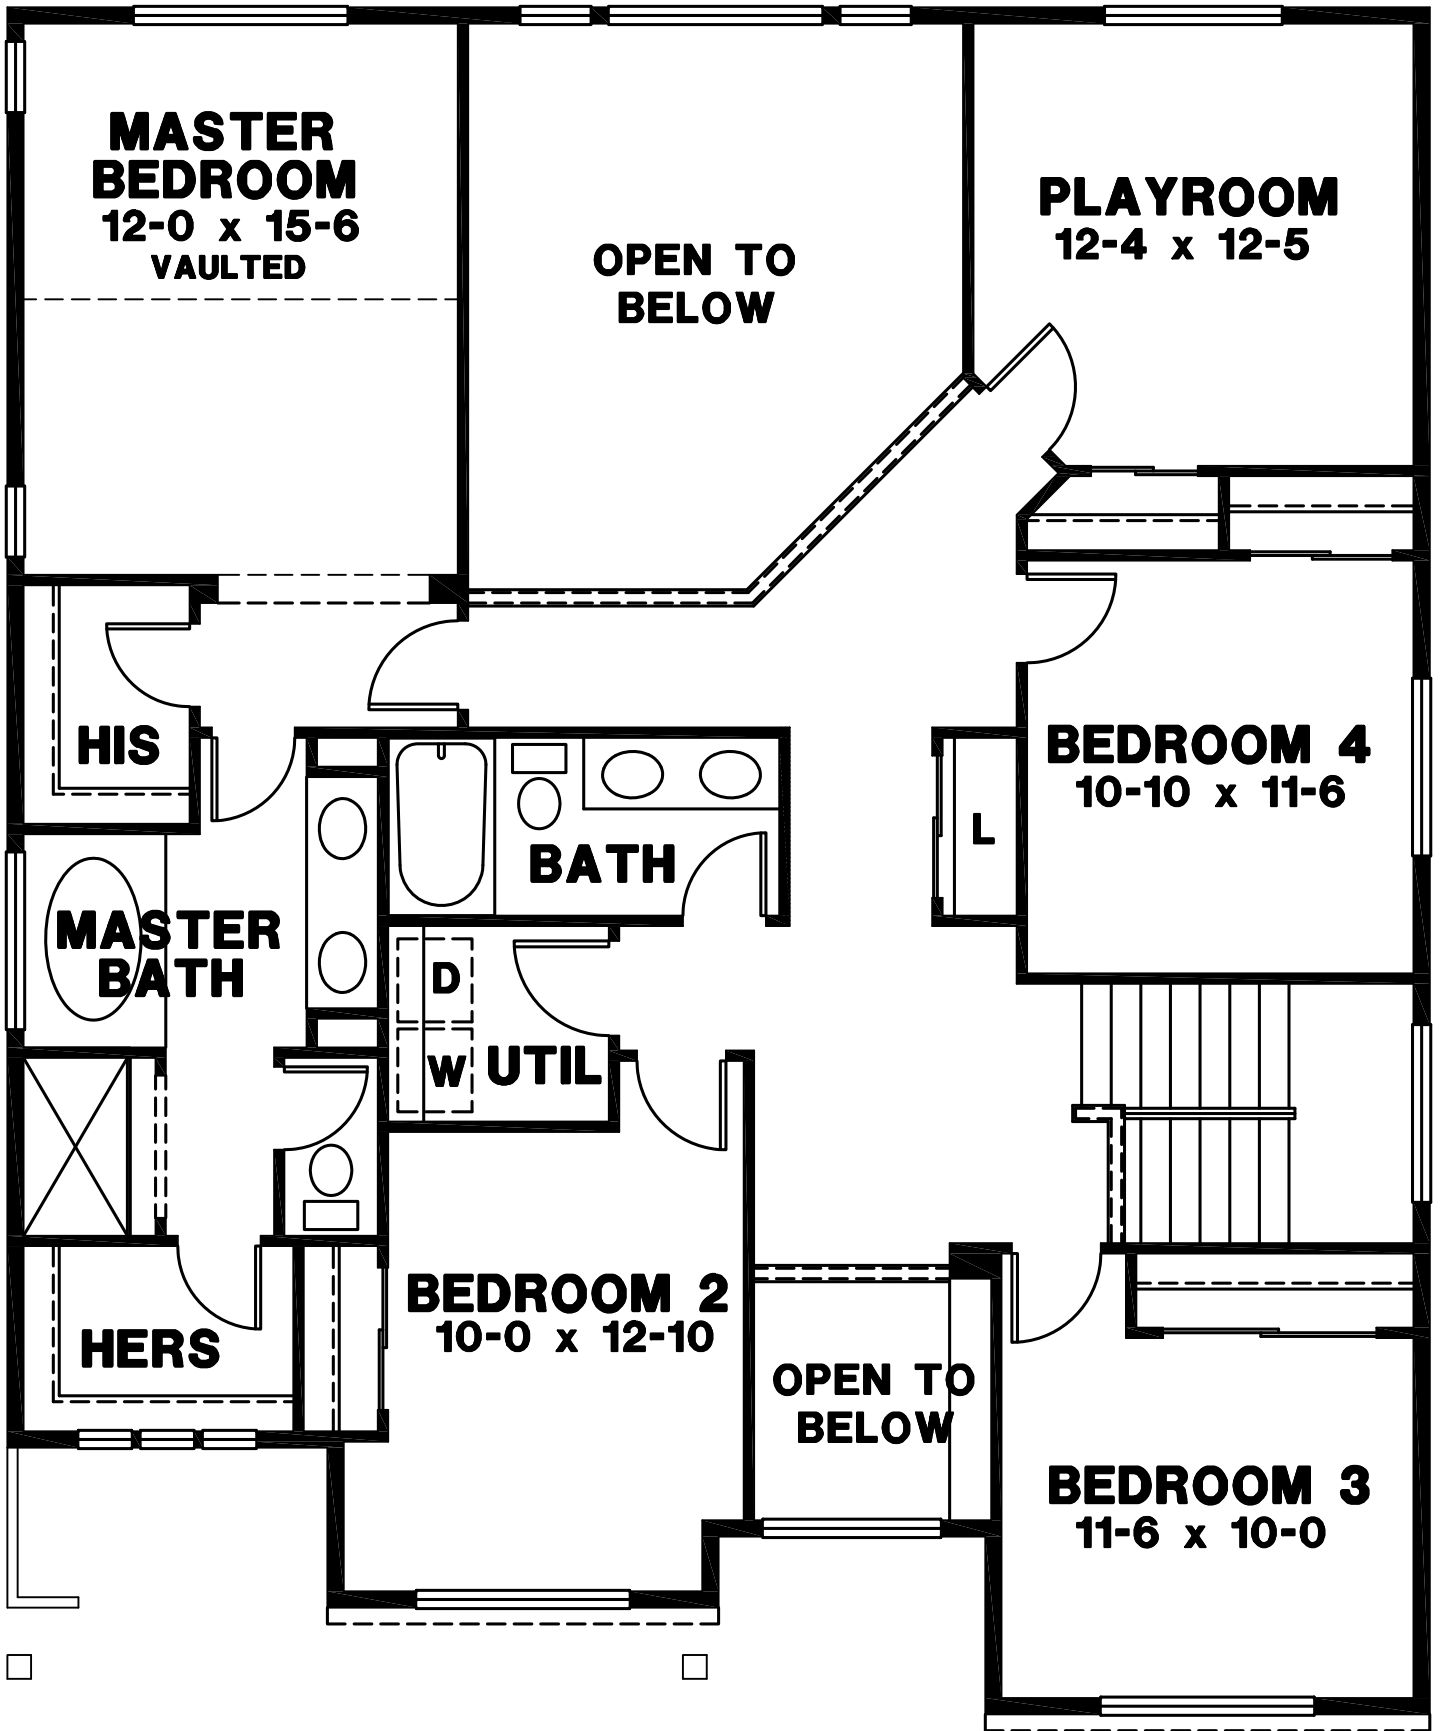 MASTER
BEDROOM
12-0 x 15-6
VAULTED
OPEN TO
BELOW
PLAYROOM
12-4 x 12-5
HIS
BATH
L
BEDROOM 4
10-10 x 11-6
MASTER
BATH
D
W
UTIL
HERS
BEDROOM 2
10-0 x 12-10
OPEN TO
BELOW
BEDROOM 3
11-6 x 10-0